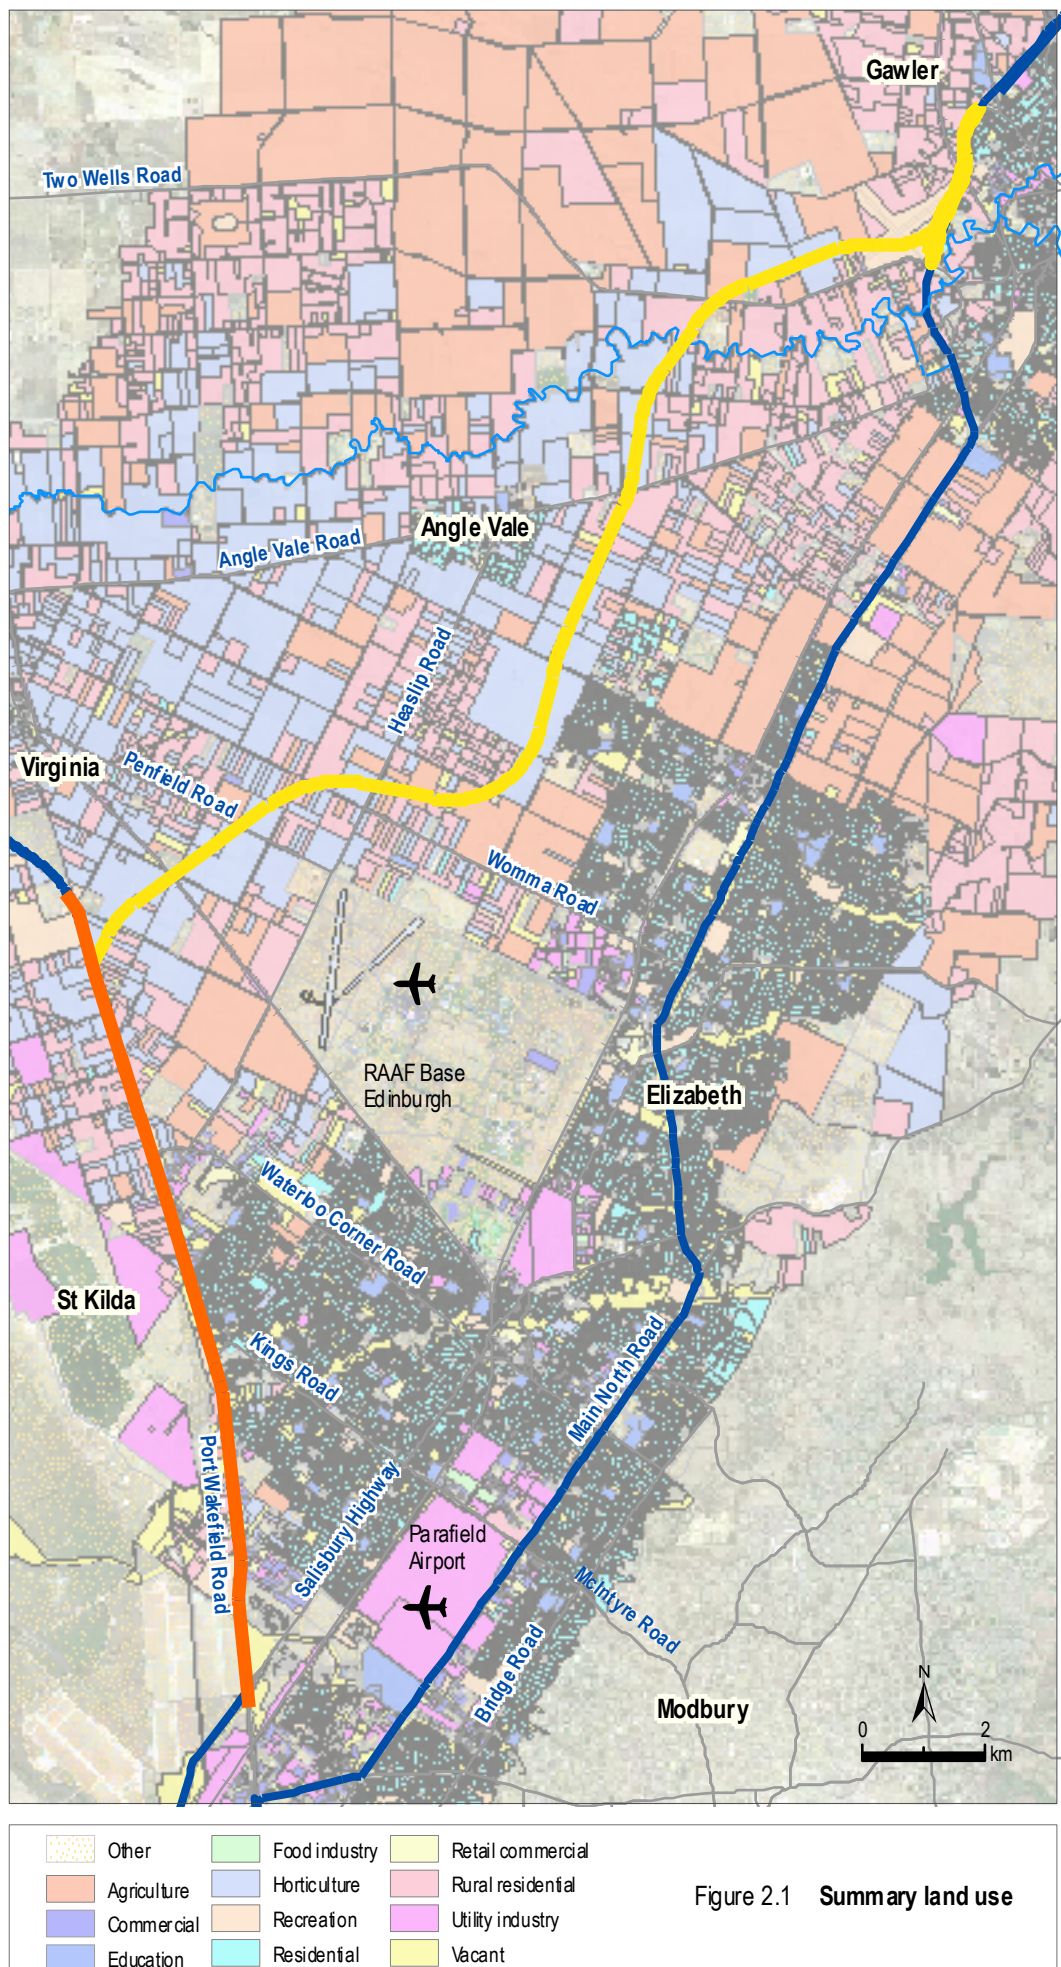 Gawler
Two Wells Road
Angle Vale
Angle Vale Road
Heaslip Road
Virginia
Penfield Road
Womma Road
RAAF Base
Edinburgh
Elizabeth
Waterloo Corner Road
St Kilda
Kings Road
Main North Road
Port Wakefield Road
Salisbury Highway
Parafield
Airport
McIntyre Road
Bridge Road
Modbury
N
0 2
km
Other
Agriculture
Commercial
Education
Food industry
Horticulture
Recreation
Residential
Retail commercial
Rural residential
Utility industry
Vacant
Figure 2.1 Summary land use